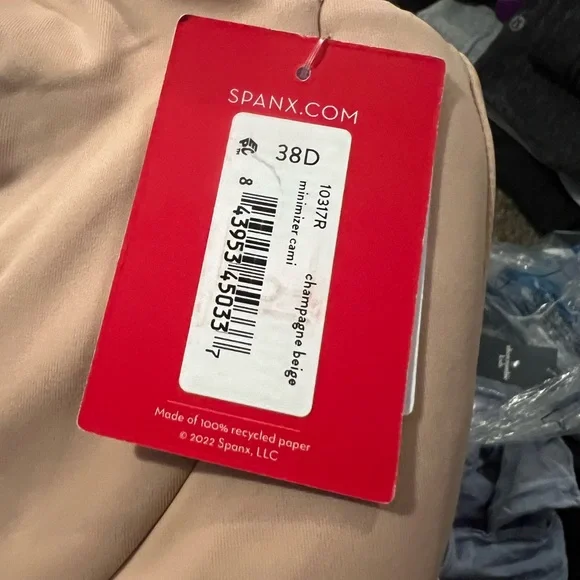 SPANX.COM
38D
10317R
minimizer cami champagne beige
8 43953 45033 7
Made of 100% recycled paper
© 2022 Spanx, LLC